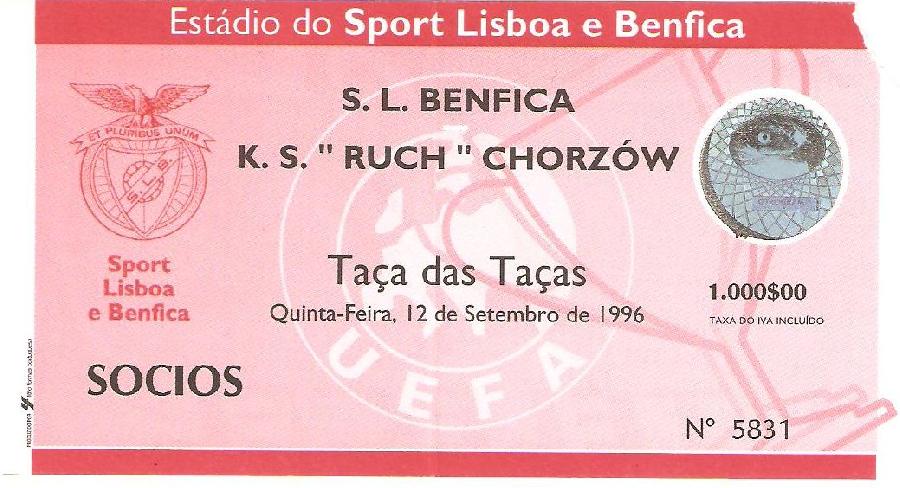 Estádio do Sport Lisboa e Benfica
S. L. BENFICA
K. S. " RUCH " CHORZÓW
ET PLURIBUS UNUM
S.L.B.
Sport
Lisboa
e Benfica
Taça das Taças
Quinta-Feira, 12 de Setembro de 1996
1.000$00
TAXA DO IVA INCLUÍDO
UEFA
SOCIOS
Nº 5831